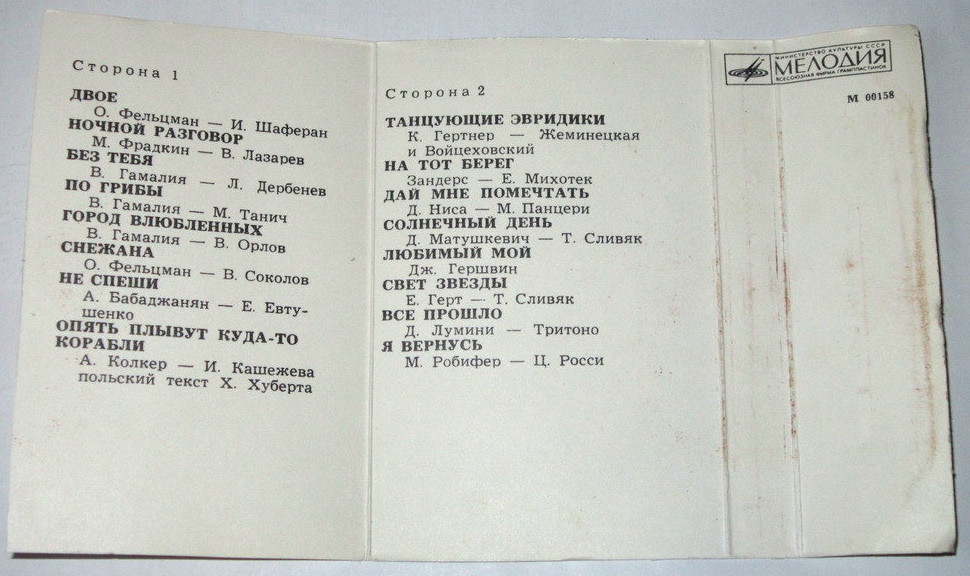 Сторона 1
ДВОЕ
О. Фельцман — И. Шаферан
НОЧНОЙ РАЗГОВОР
М. Фрадкин — В. Лазарев
БЕЗ ТЕБЯ
В. Гамалия — Л. Дербенев
ПО ГРИБЫ
В. Гамалия — М. Танич
ГОРОД ВЛЮБЛЕННЫХ
В. Гамалия — В. Орлов
СНЕЖАНА
О. Фельцман — В. Соколов
НЕ СПЕШИ
А. Бабаджанян — Е. Евту-
шенко
ОПЯТЬ ПЛЫВУТ КУДА-ТО
КОРАБЛИ
А. Колкер — И. Кашежева
польский текст Х. Хуберта
Сторона 2
ТАНЦУЮЩИЕ ЭВРИДИКИ
К. Гертнер — Жеминецкая
и Войцеховский
НА ТОТ БЕРЕГ
Зандерс — Е. Михотек
ДАЙ МНЕ ПОМЕЧТАТЬ
Д. Ниса — М. Панцери
СОЛНЕЧНЫЙ ДЕНЬ
Д. Матушкевич — Т. Сливяк
ЛЮБИМЫЙ МОЙ
Дж. Гершвин
СВЕТ ЗВЕЗДЫ
Е. Герт — Т. Сливяк
ВСЕ ПРОШЛО
Д. Лумини — Тритоно
Я ВЕРНУСЬ
М. Робифер — Ц. Росси
МИНИСТЕРСТВО КУЛЬТУРЫ СССР
МЕЛОДИЯ
ВСЕСОЮЗНАЯ ФИРМА ГРАМПЛАСТИНОК
М 00158